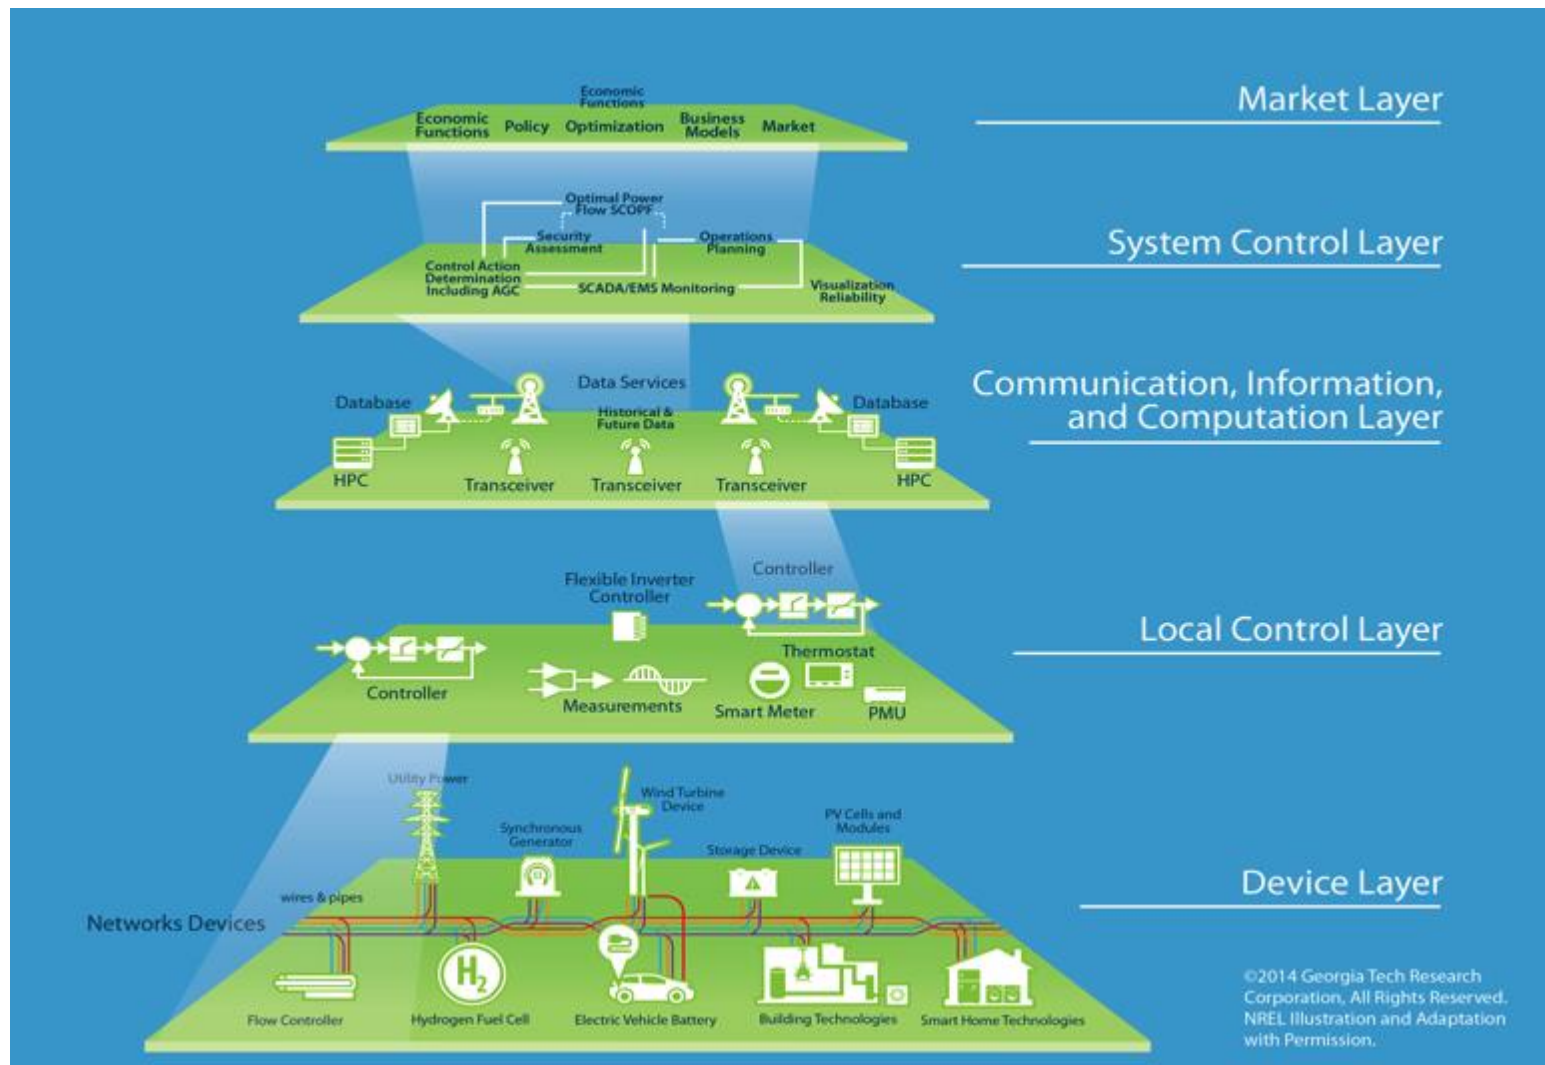 Economic
Functions
Economic
Functions
Policy
Optimization
Business
Models
Market
Market Layer
Optimal Power
Flow SCOPF
Security
Assessment
Operations
Planning
Control Action
Determination
Including AGC
SCADA/EMS Monitoring
Visualization
Reliability
System Control Layer
Data Services
Database
Database
Historical &
Future Data
HPC
HPC
Transceiver
Transceiver
Transceiver
Communication, Information,
and Computation Layer
Controller
Flexible Inverter
Controller
Thermostat
Controller
Measurements
Smart Meter
PMU
Local Control Layer
Utility Power
Wind Turbine
Device
PV Cells and
Modules
Synchronous
Generator
Storage Device
wires & pipes
Networks Devices
H2
Flow Controller
Hydrogen Fuel Cell
Electric Vehicle Battery
Building Technologies
Smart Home Technologies
Device Layer
©2014 Georgia Tech Research
Corporation, All Rights Reserved.
NREL Illustration and Adaptation
with Permission.